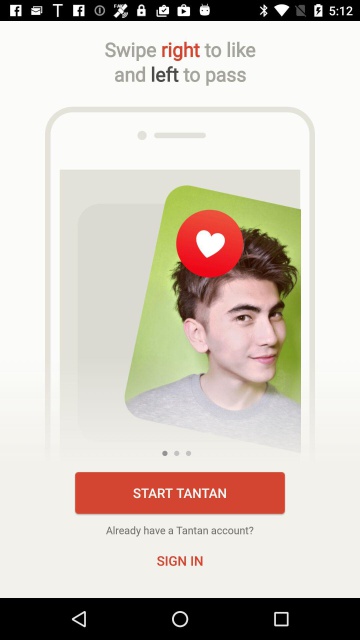 5:12
Swipe right to like
and left to pass
START TANTAN
Already have a Tantan account?
SIGN IN